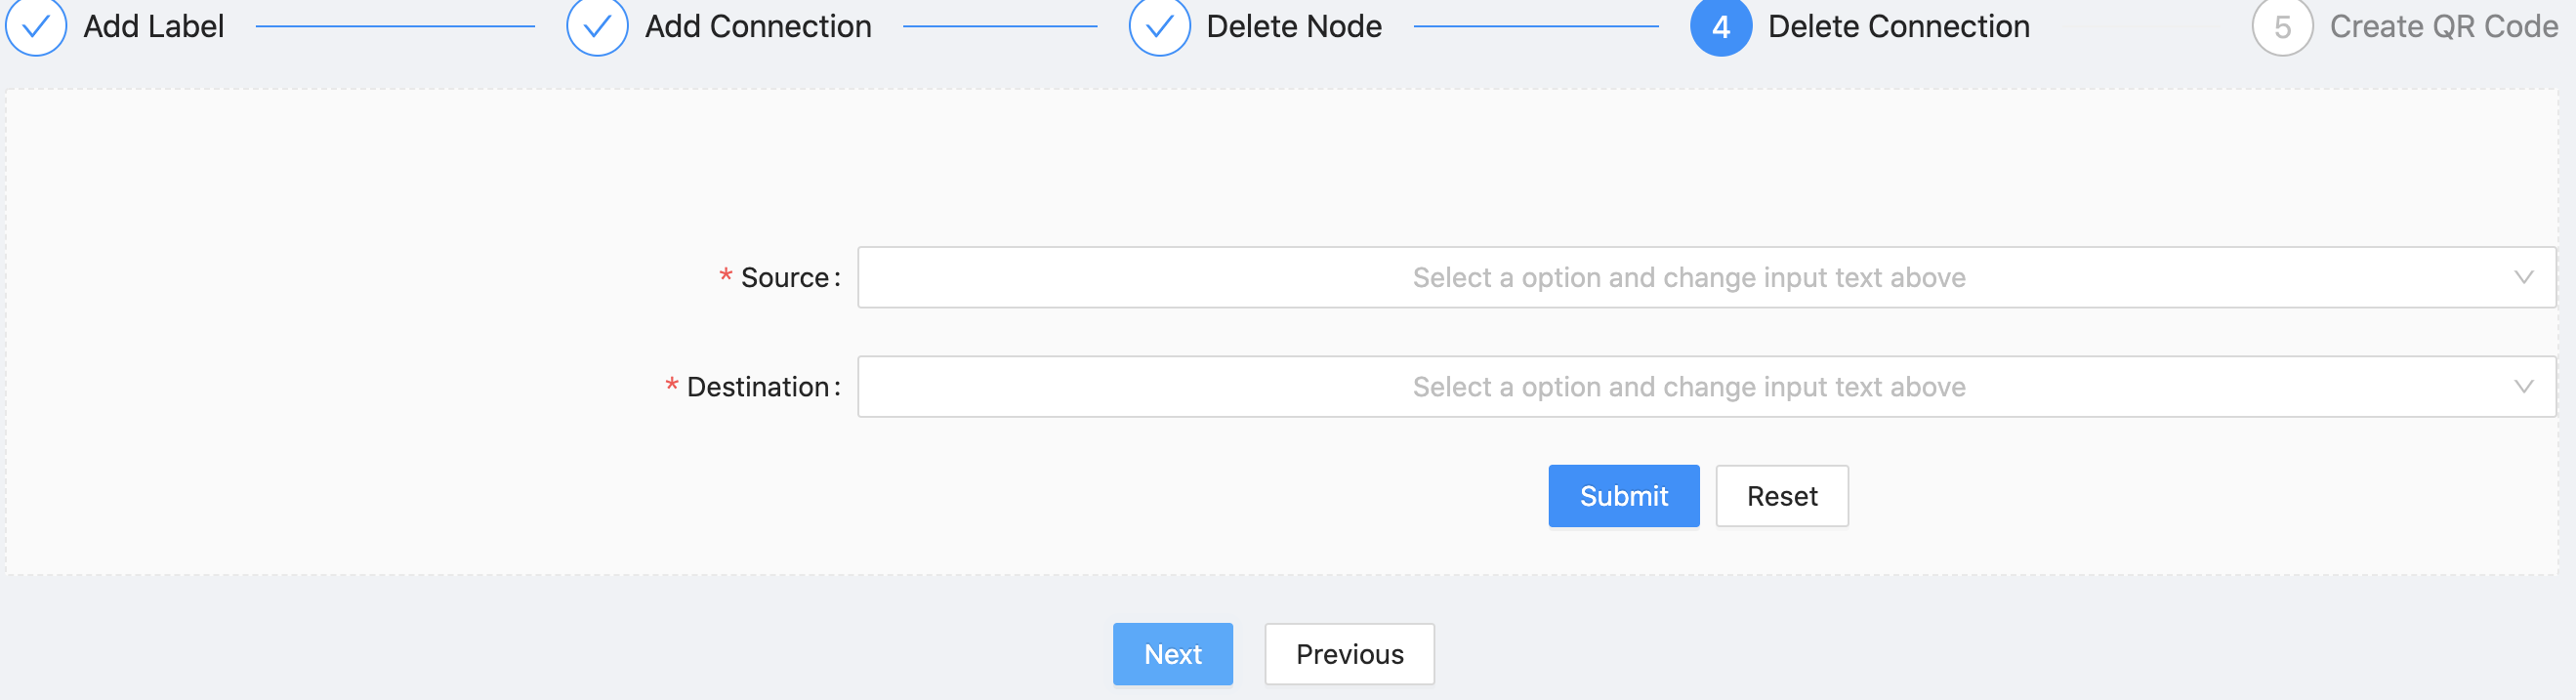 Add Label Add Connection Delete Node 4 Delete Connection 5 Create QR Code
* Source: Select a option and change input text above
* Destination: Select a option and change input text above
Submit Reset
Next Previous